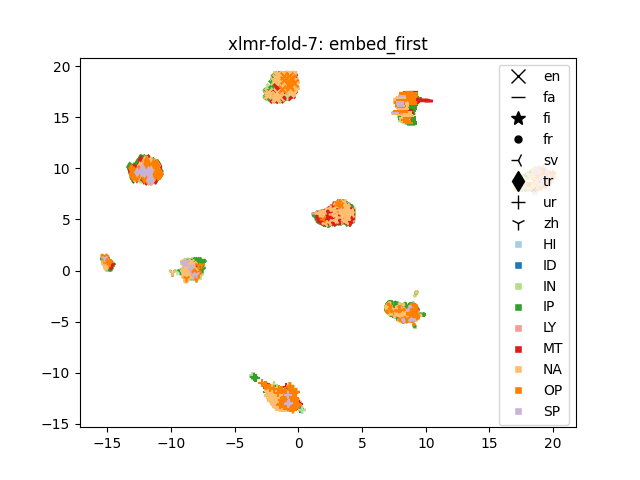 xlmr-fold-7: embed_first
20
15
10
5
0
−5
−10
−15
−15
−10
−5
0
5
10
15
20
en
fa
fi
fr
sv
tr
ur
zh
HI
ID
IN
IP
LY
MT
NA
OP
SP